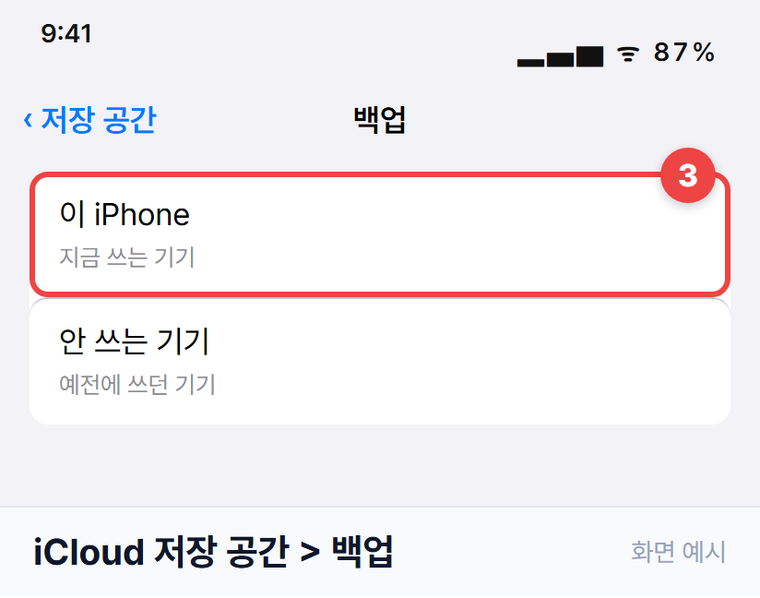 9:41
87%
‹ 저장 공간
백업
3
이 iPhone
지금 쓰는 기기
안 쓰는 기기
예전에 쓰던 기기
iCloud 저장 공간 > 백업
화면 예시